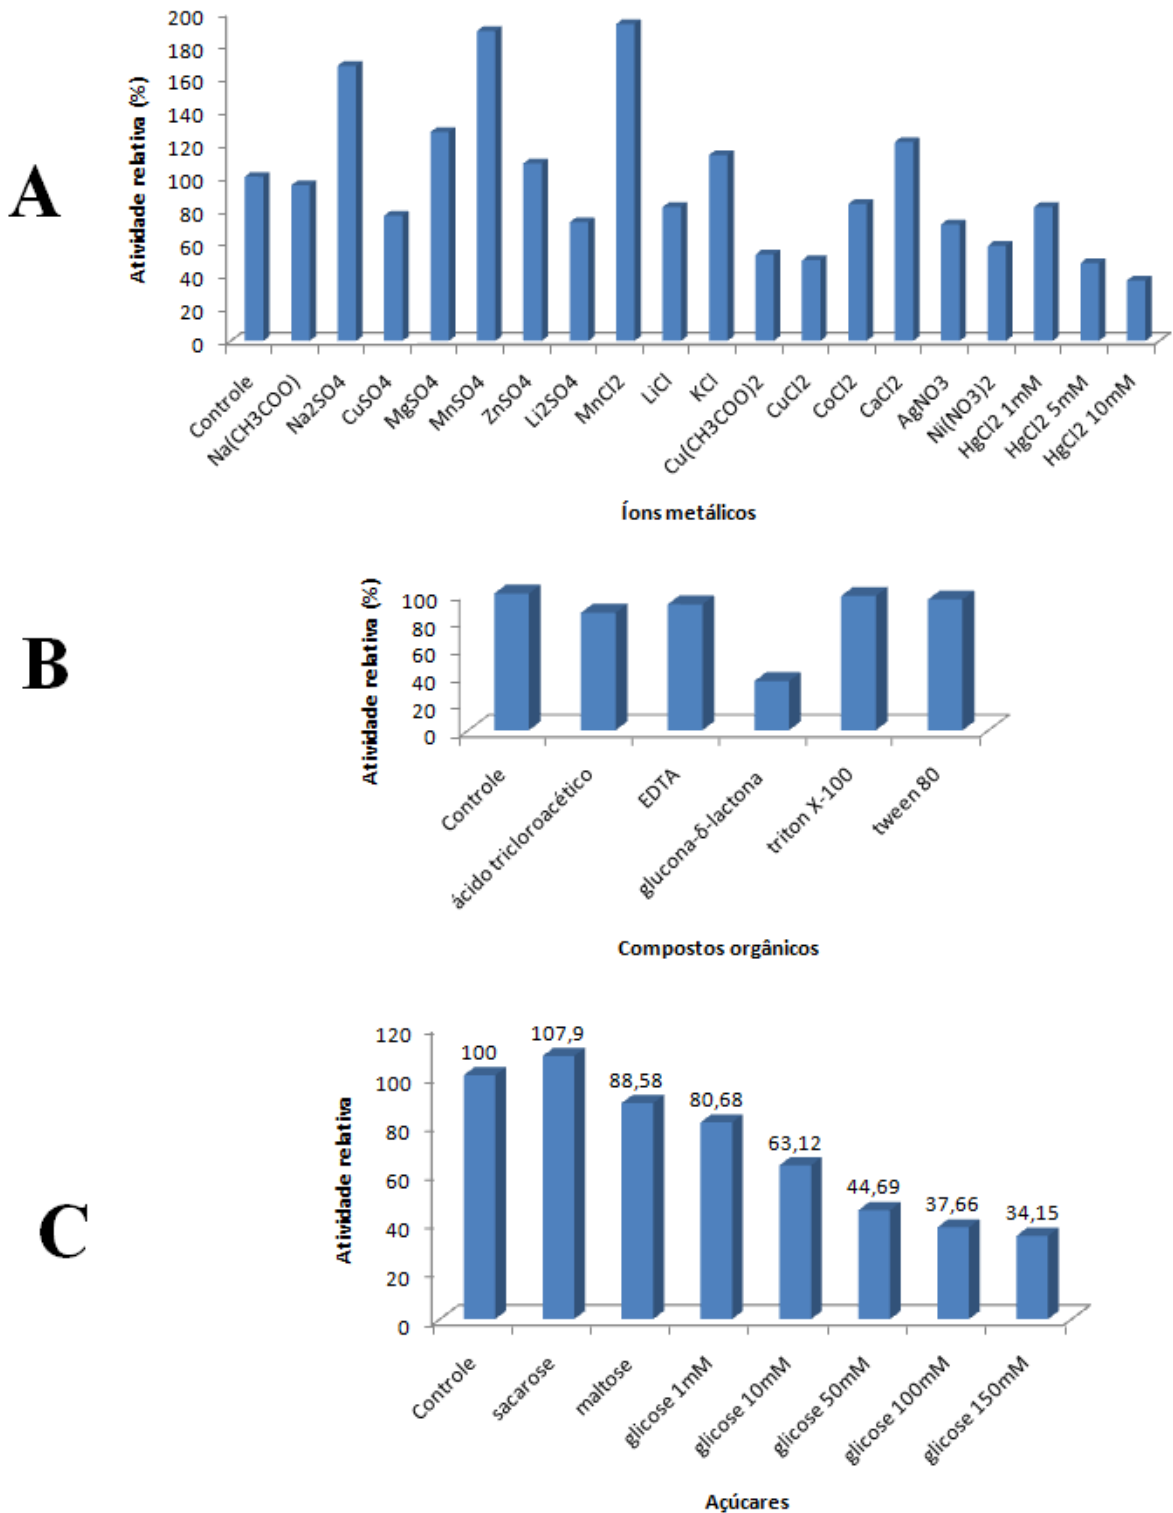 A
Atividade relativa (%)
200
180
160
140
120
100
80
60
40
20
0
Controle
Na(CH3COO)
Na2SO4
CuSO4
MgSO4
MnSO4
ZnSO4
Li2SO4
MnCl2
LiCl
KCl
Cu(CH3COO)2
CuCl2
CoCl2
CaCl2
AgNO3
Ni(NO3)2
HgCl2 1mM
HgCl2 5mM
HgCl2 10mM
Íons metálicos
B
Atividade relativa (%)
100
80
60
40
20
0
Controle
ácido tricloroacético
EDTA
glucona-δ-lactona
triton X-100
tween 80
Compostos orgânicos
C
Atividade relativa
120
100
80
60
40
20
0
100
107,9
88,58
80,68
63,12
44,69
37,66
34,15
Controle
sacarose
maltose
glicose 1mM
glicose 10mM
glicose 50mM
glicose 100mM
glicose 150mM
Açúcares